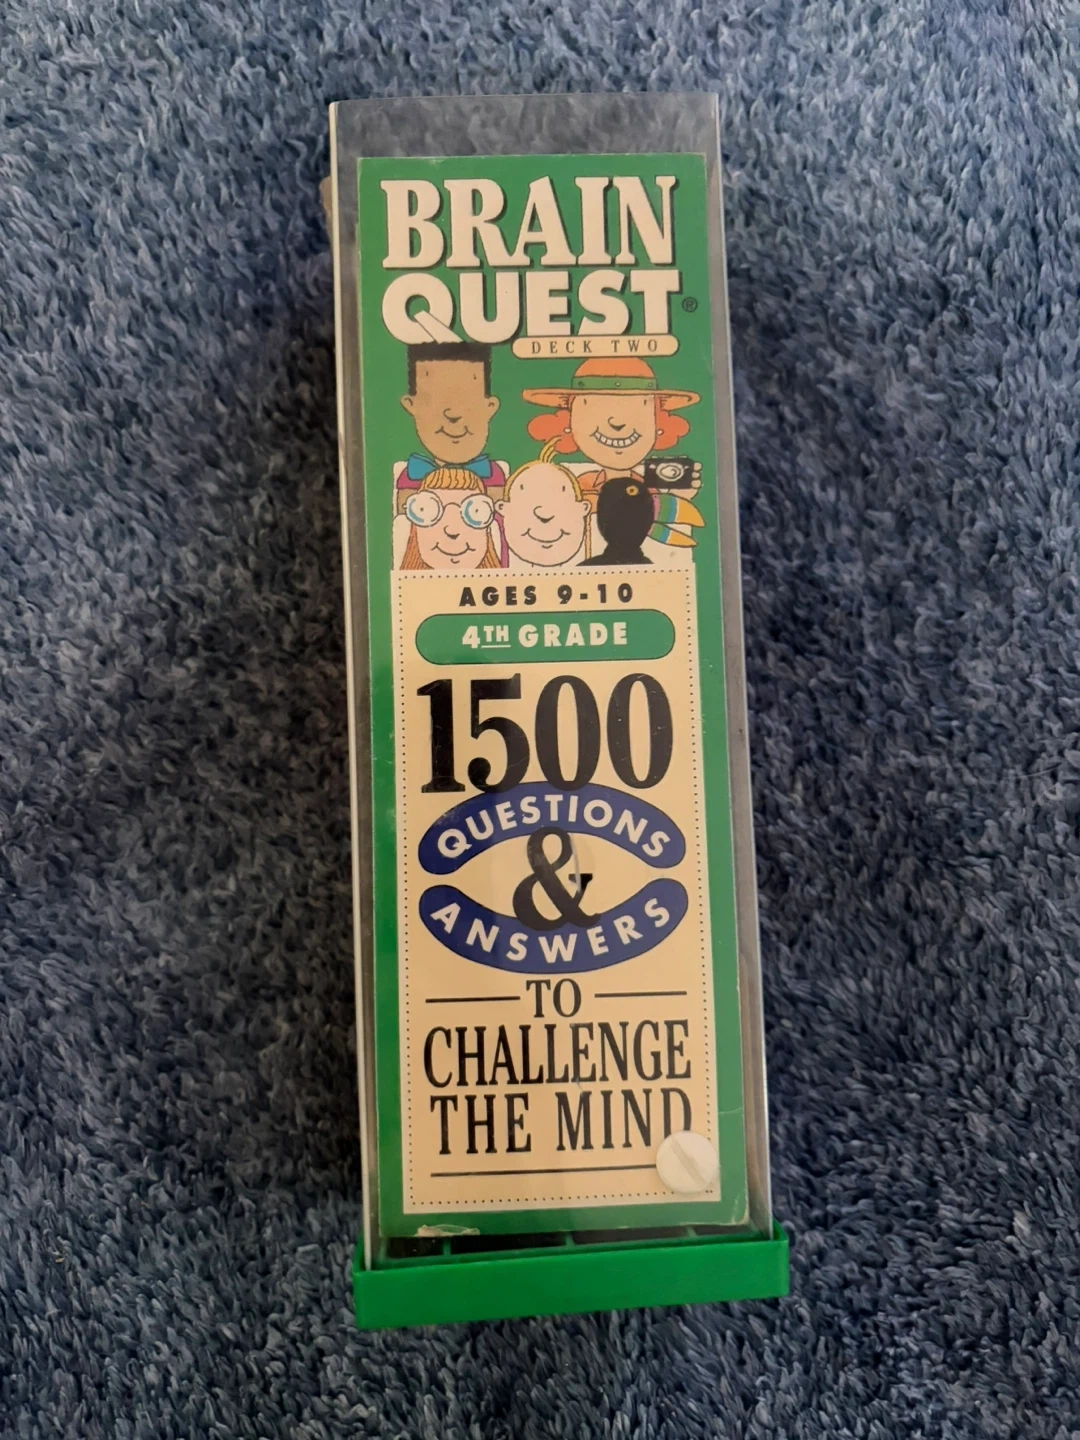 BRAIN
QUEST®
DECK TWO
AGES 9-10
4TH GRADE
1500
QUESTIONS
&
ANSWERS
TO
CHALLENGE
THE MIND